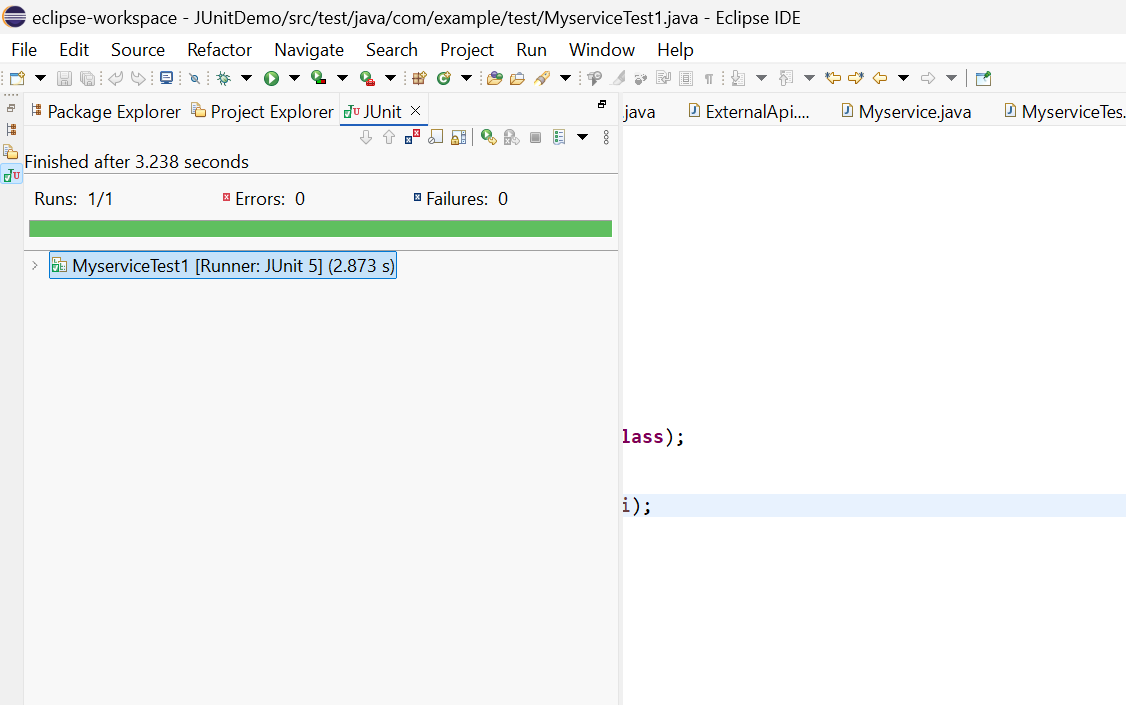 eclipse-workspace - JUnitDemo/src/test/java/com/example/test/MyserviceTest1.java - Eclipse IDE
File Edit Source Refactor Navigate Search Project Run Window Help
Package Explorer Project Explorer JUnit .java ExternalApi.... Myservice.java MyserviceTes.
Finished after 3.238 seconds
Runs: 1/1 Errors: 0 Failures: 0
MyserviceTest1 [Runner: JUnit 5] (2.873 s)
lass);
i);